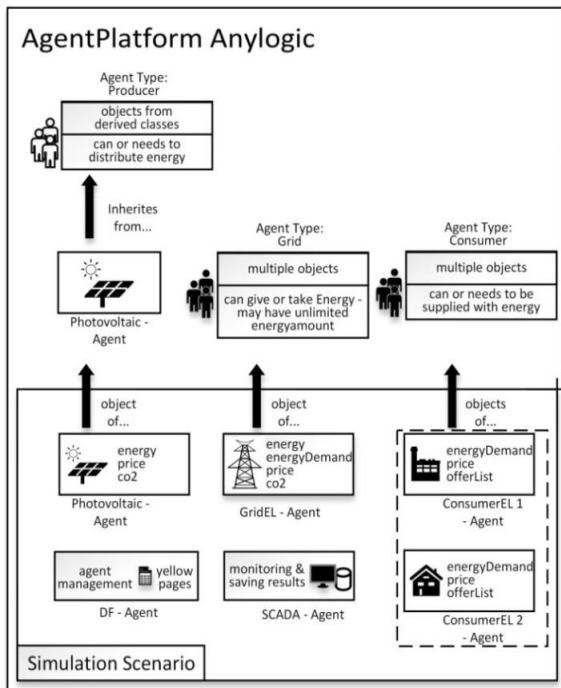 AgentPlatform Anylogic
Agent Type:
Producer
objects from
derived classes
can or needs to
distribute energy
Inherites
from...
Photovoltaic -
Agent
Agent Type:
Grid
multiple objects
can give or take Energy -
may have unlimited
energyamount
Agent Type:
Consumer
multiple objects
can or needs to be
supplied with energy
object
of...
energy
price
co2
Photovoltaic -
Agent
object
of...
energy
energyDemand
price
co2
GridEL - Agent
objects
of...
energyDemand
price
offerList
ConsumerEL 1
- Agent
agent
management
yellow
pages
DF - Agent
monitoring &
saving results
SCADA - Agent
energyDemand
price
offerList
ConsumerEL 2
- Agent
Simulation Scenario